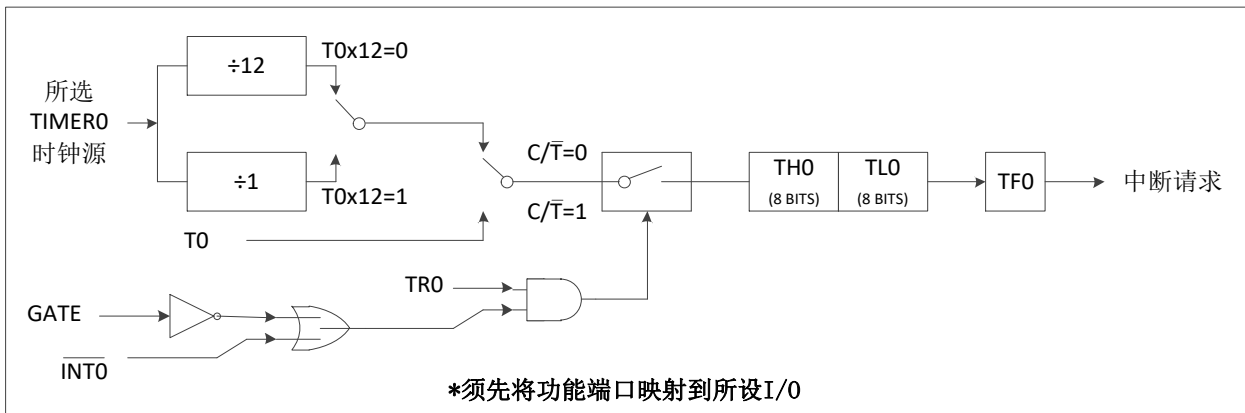 ÷12
T0x12=0
所选
TIMER0
时钟源
÷1
T0x12=1
C/T̅=0
C/T̅=1
T0
TH0
(8 BITS)
TL0
(8 BITS)
TF0
中断请求
TR0
GATE
I̅N̅T̅0̅
*须先将功能端口映射到所设I/0